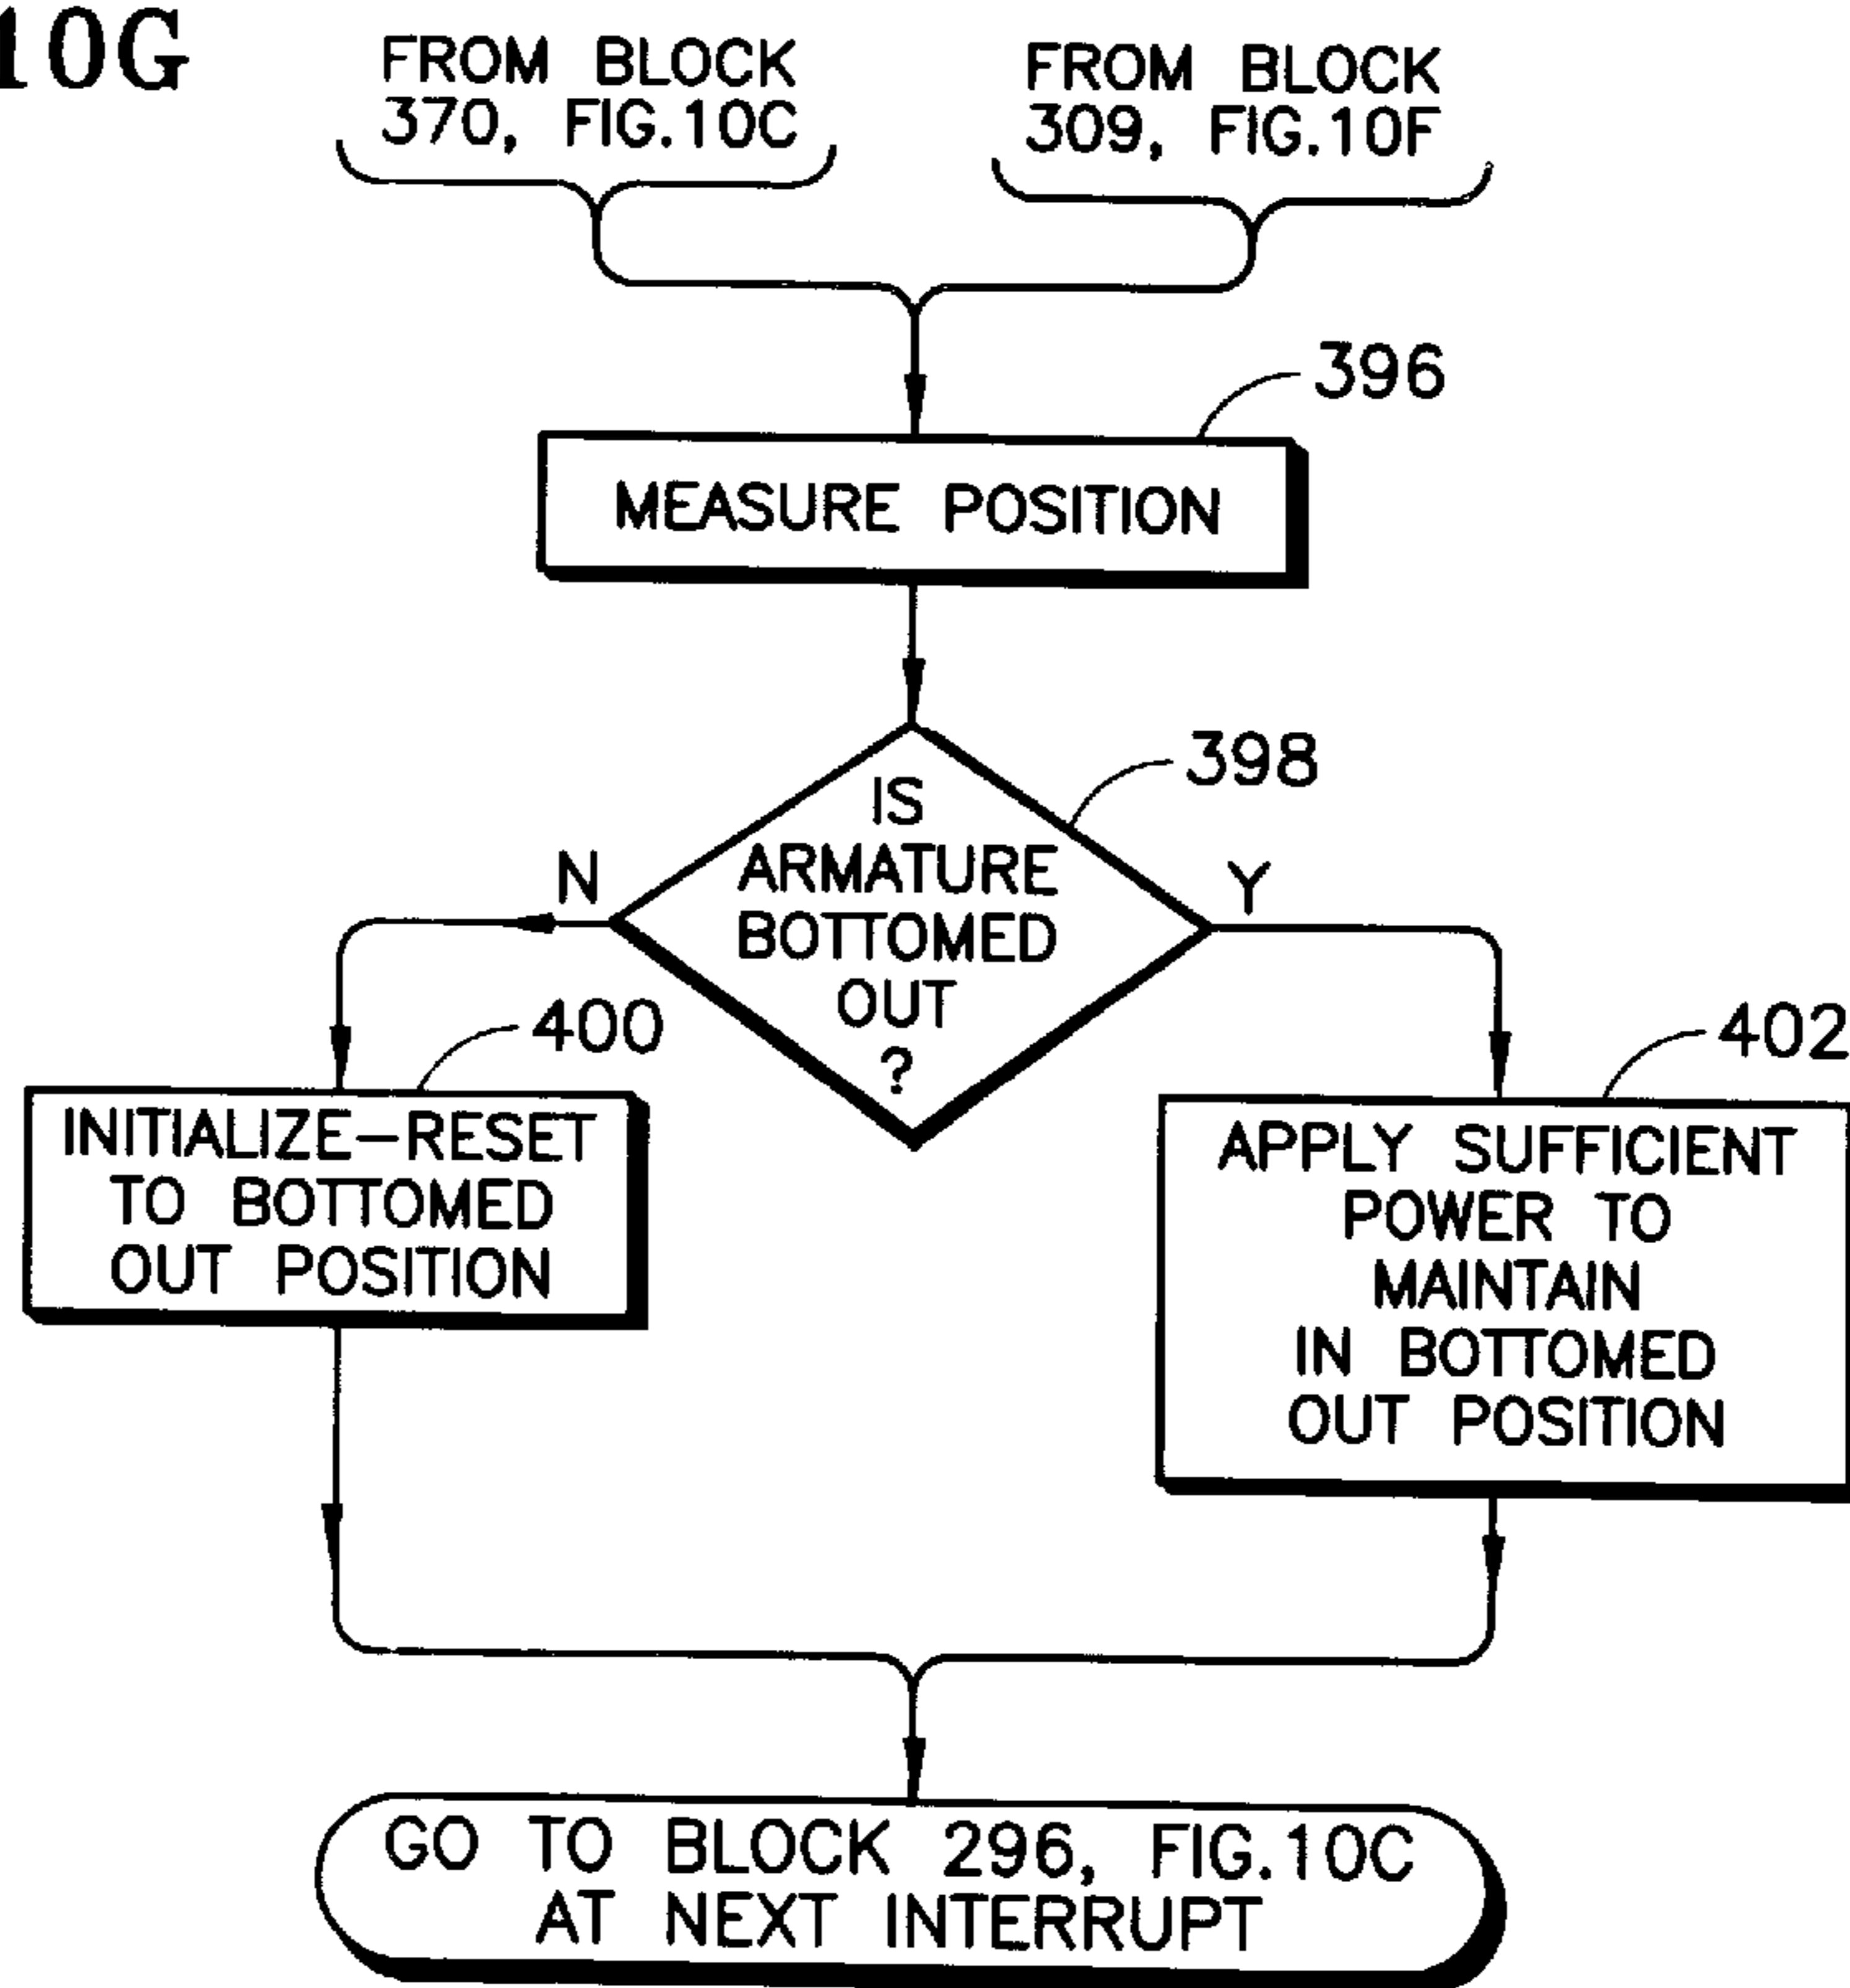 10G
FROM BLOCK
370, FIG.10C
FROM BLOCK
309, FIG.10F
396
MEASURE POSITION
398
IS
ARMATURE
BOTTOMED
OUT
?
N
Y
400
INITIALIZE-RESET
TO BOTTOMED
OUT POSITION
402
APPLY SUFFICIENT
POWER TO
MAINTAIN
IN BOTTOMED
OUT POSITION
GO TO BLOCK 296, FIG.10C
AT NEXT INTERRUPT